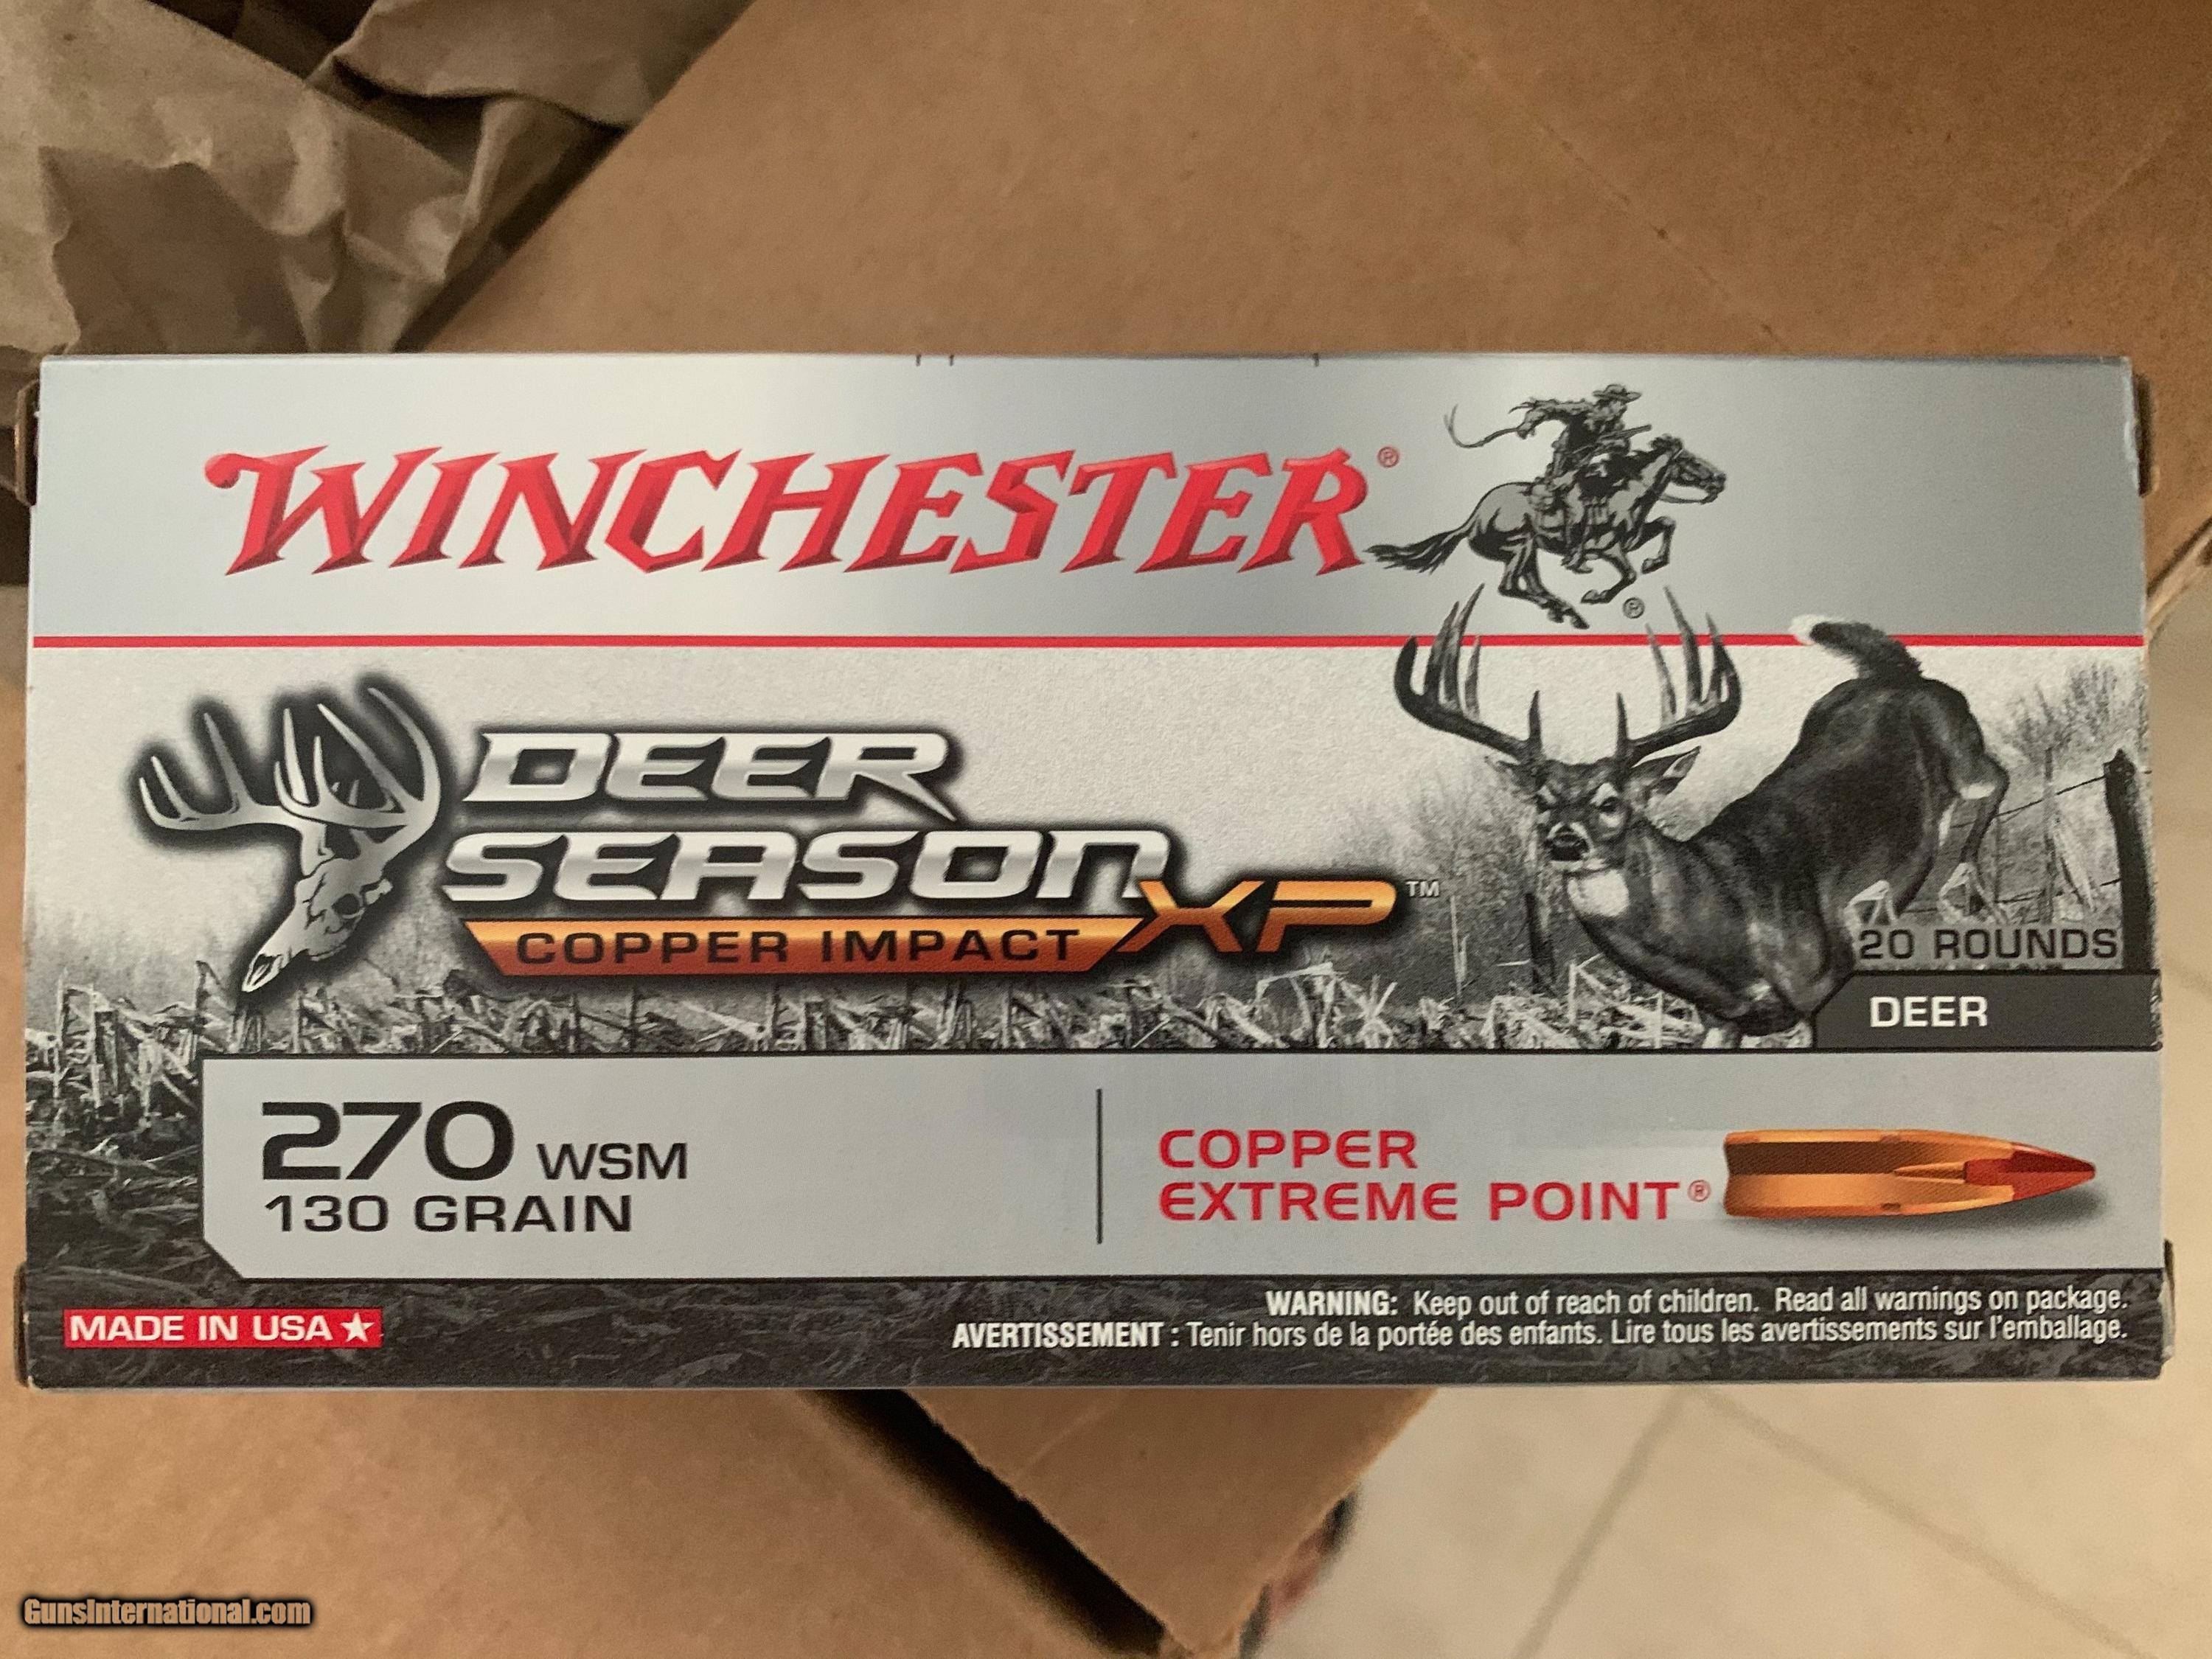 WINCHESTER®
®
DEER
SEASON XP™
COPPER IMPACT
20 ROUNDS
DEER
270 WSM
130 GRAIN
COPPER
EXTREME POINT®
MADE IN USA ★
WARNING: Keep out of reach of children. Read all warnings on package.
AVERTISSEMENT : Tenir hors de la portée des enfants. Lire tous les avertissements sur l'emballage.
GunsInternational.com